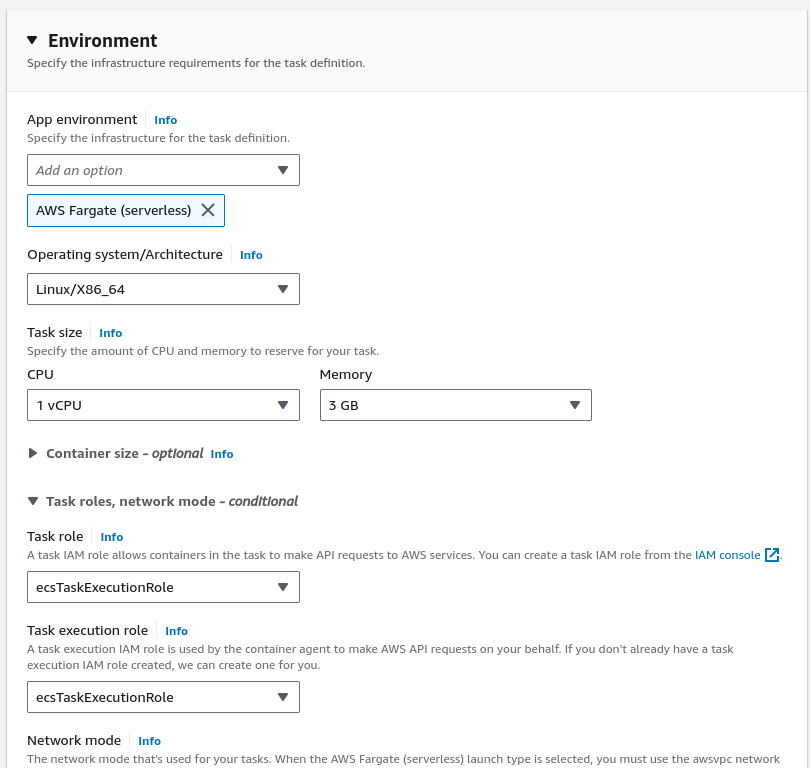 Environment
Specify the infrastructure requirements for the task definition.
App environment Info
Specify the infrastructure for the task definition.
Add an option
AWS Fargate (serverless)
Operating system/Architecture Info
Linux/X86_64
Task size Info
Specify the amount of CPU and memory to reserve for your task.
CPU Memory
1 vCPU 3 GB
Container size - optional Info
Task roles, network mode - conditional
Task role Info
A task IAM role allows containers in the task to make API requests to AWS services. You can create a task IAM role from the IAM console.
ecsTaskExecutionRole
Task execution role Info
A task execution IAM role is used by the container agent to make AWS API requests on your behalf. If you don't already have a task
execution IAM role created, we can create one for you.
ecsTaskExecutionRole
Network mode Info
The network mode that's used for your tasks. When the AWS Fargate (serverless) launch type is selected, you must use the awsvpc network